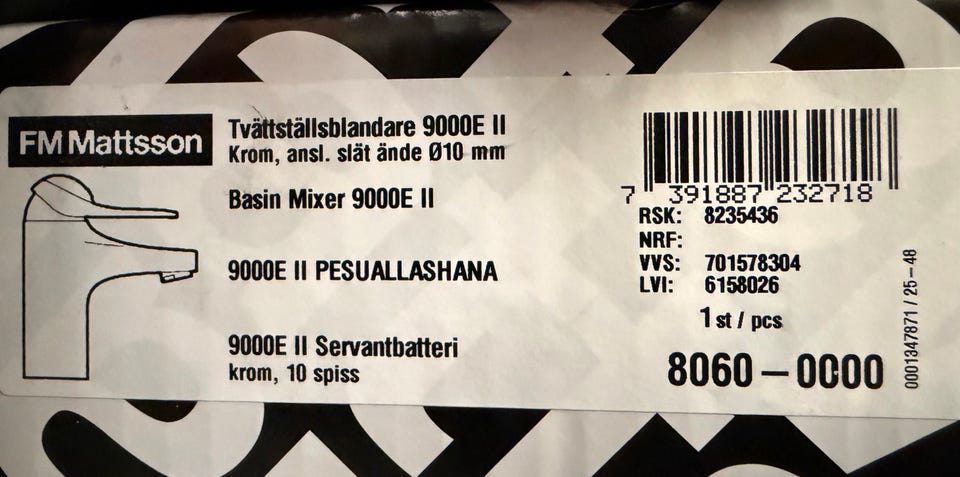 FM Mattsson
Tvättställsblandare 9000E II
Krom, ansl. slät ände Ø10 mm
Basin Mixer 9000E II
9000E II PESUALLASHANA
9000E II Servantbatteri
krom, 10 spiss
7 391887 232718
RSK: 8235436
NRF:
VVS: 701578304
LVI: 6158026
1 st / pcs
8060-0000
0001347871 / 25-48